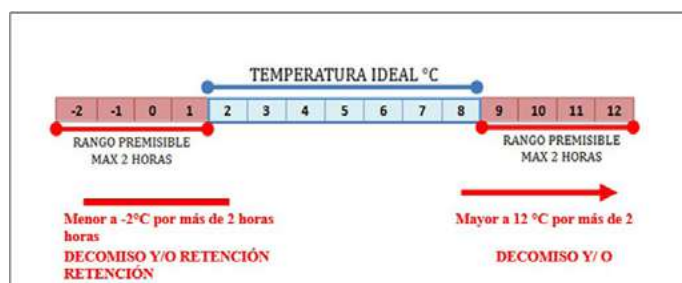 TEMPERATURA IDEAL °C
-2 -1 0 1 2 3 4 5 6 7 8 9 10 11 12
RANGO PREMISIBLE
MAX 2 HORAS
RANGO PREMISIBLE
MAX 2 HORAS
Menor a -2°C por más de 2 horas
horas
DECOMISO Y/O RETENCIÓN
RETENCIÓN
Mayor a 12 °C por más de 2
DECOMISO Y/ O